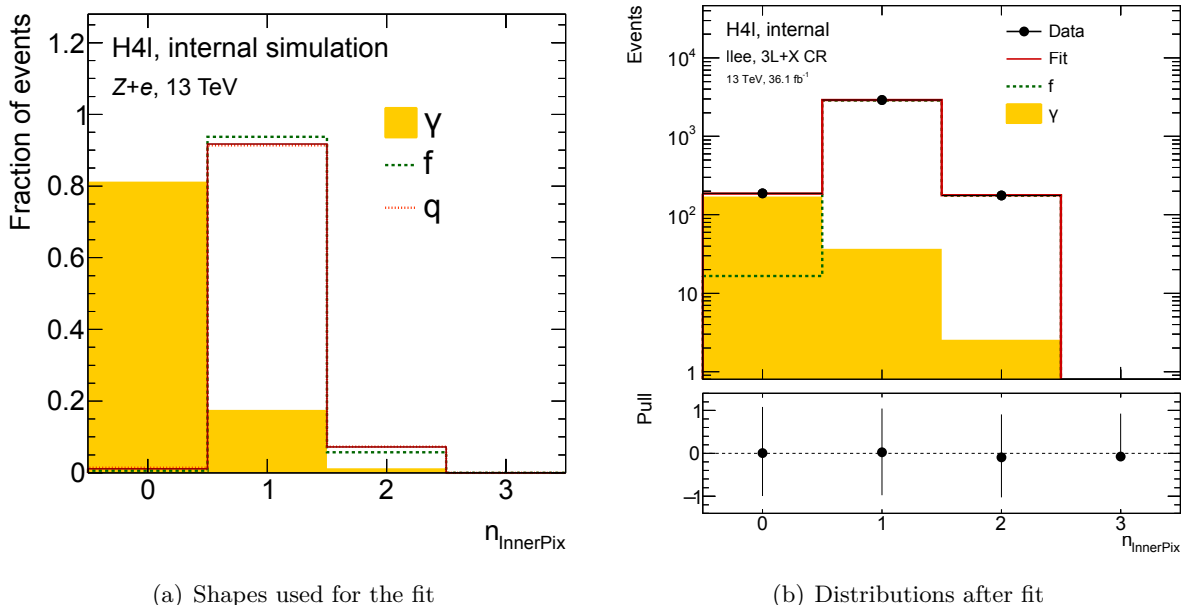 H4l, internal simulation
Z+e, 13 TeV
γ
f
q
Fraction of events
1.2
1
0.8
0.6
0.4
0.2
0
0
1
2
3
n_InnerPix
(a) Shapes used for the fit
H4l, internal
llee, 3L+X CR
13 TeV, 36.1 fb⁻¹
Data
Fit
f
γ
Events
10⁴
10³
10²
10
1
Pull
1
0
−1
0
1
2
3
n_InnerPix
(b) Distributions after fit